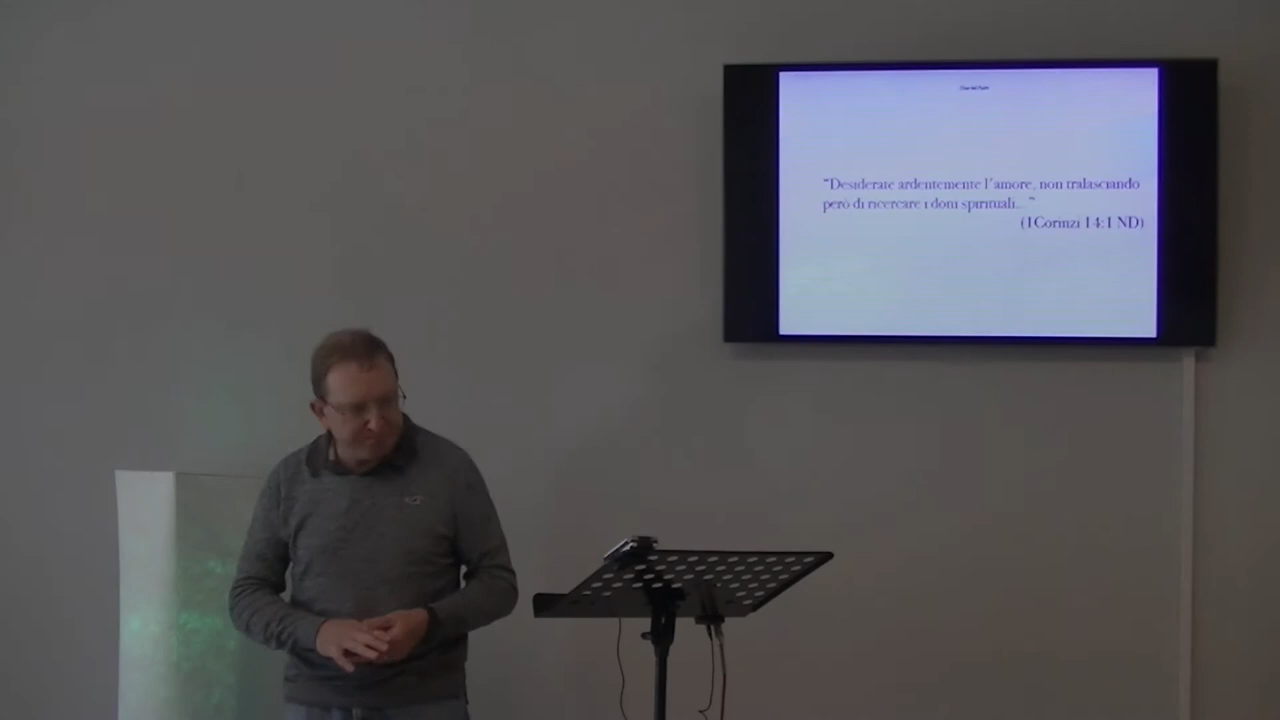 “Desiderate ardentemente l’amore, non tralasciando
però di ricercare i doni spirituali...”
(1Corinzi 14:1 ND)